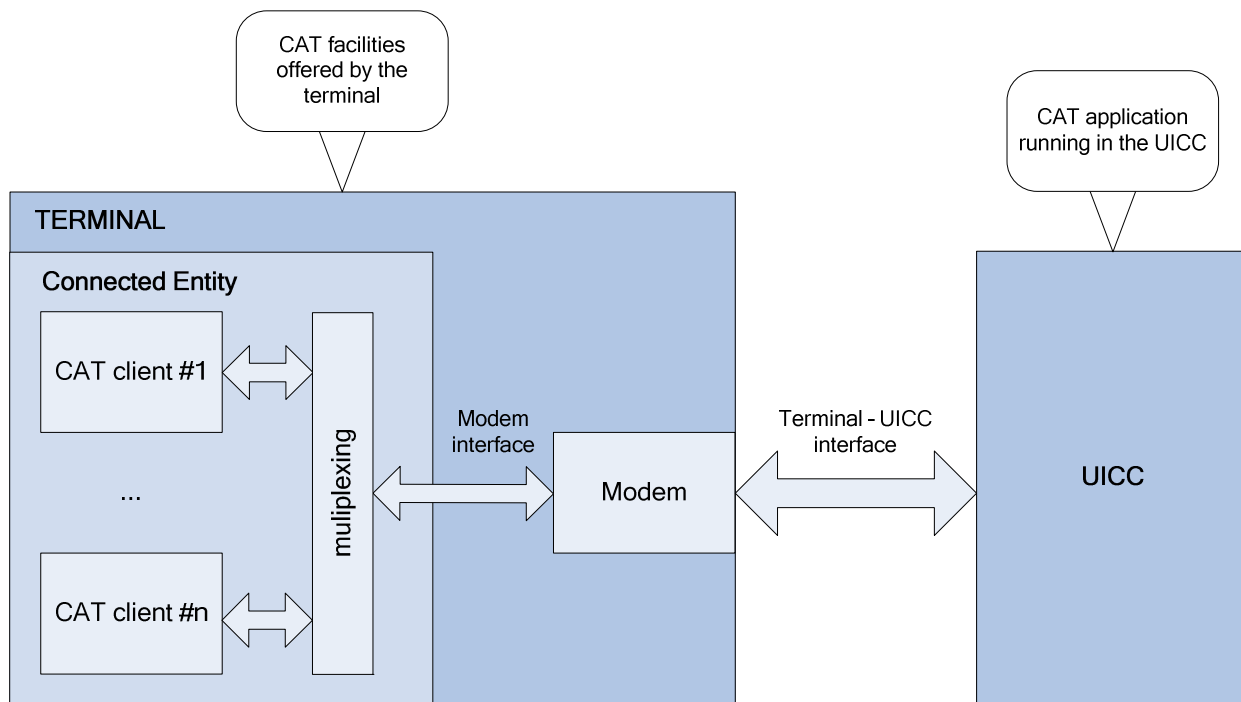 CAT facilities
offered by the
terminal
CAT application
running in the UICC
TERMINAL
Connected Entity
CAT client #1
...
CAT client #n
muliplexing
Modem
interface
Modem
Terminal - UICC
interface
UICC